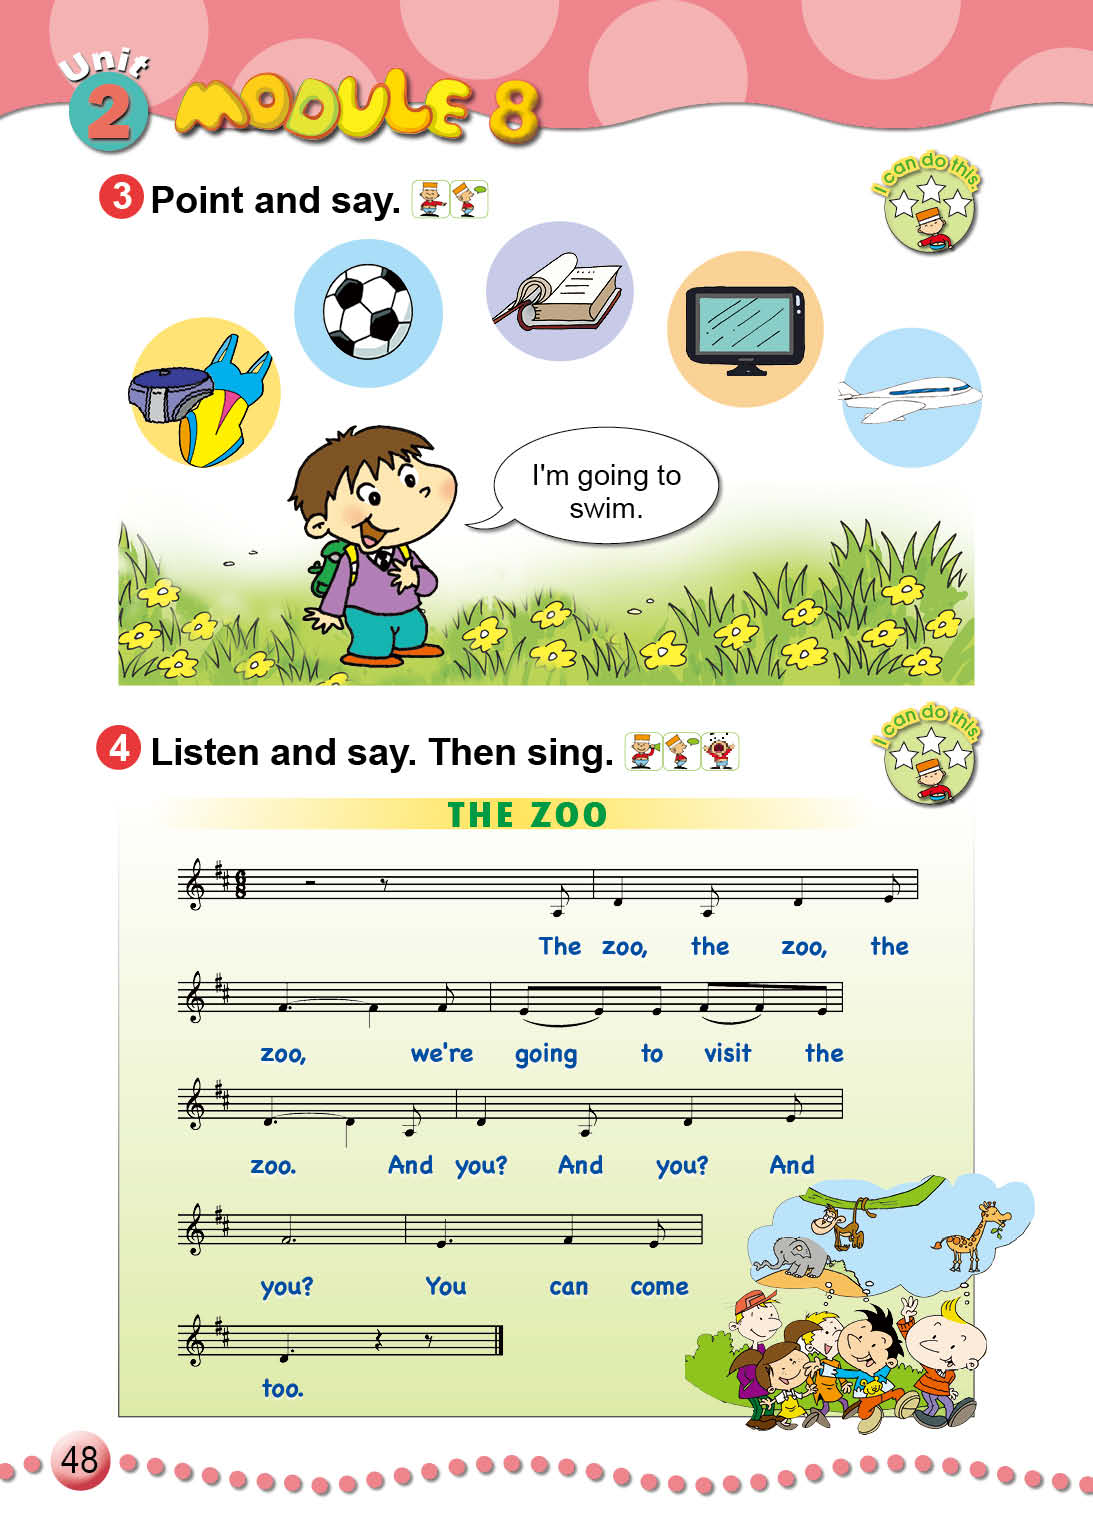 Unit
2 MODULE 8
3 Point and say.
I can do this.
I'm going to
swim.
4 Listen and say. Then sing.
I can do this.
THE ZOO
6
8
The zoo, the zoo, the
zoo, we're going to visit the
zoo. And you? And you? And
you? You can come
too.
48